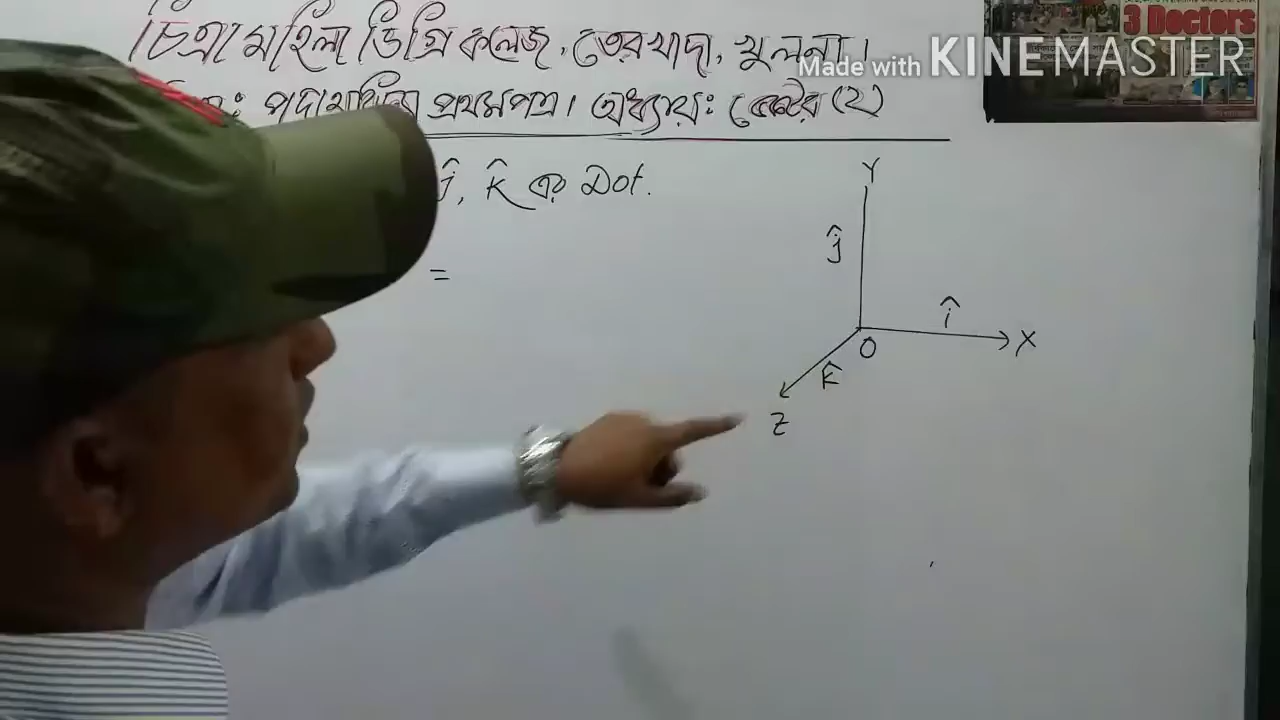 চিত্রা মহিলা ডিগ্রি কলেজ, তেরখাদা, খুলনা।
Made with KINEMASTER
3 Doctors
পদার্থবিদ্যা প্রথমপত্র। অধ্যায়ঃ ভেক্টর (২)
ĵ, k̂ এর Dot.
=
Y
ĵ
î
X
O
k̂
Z